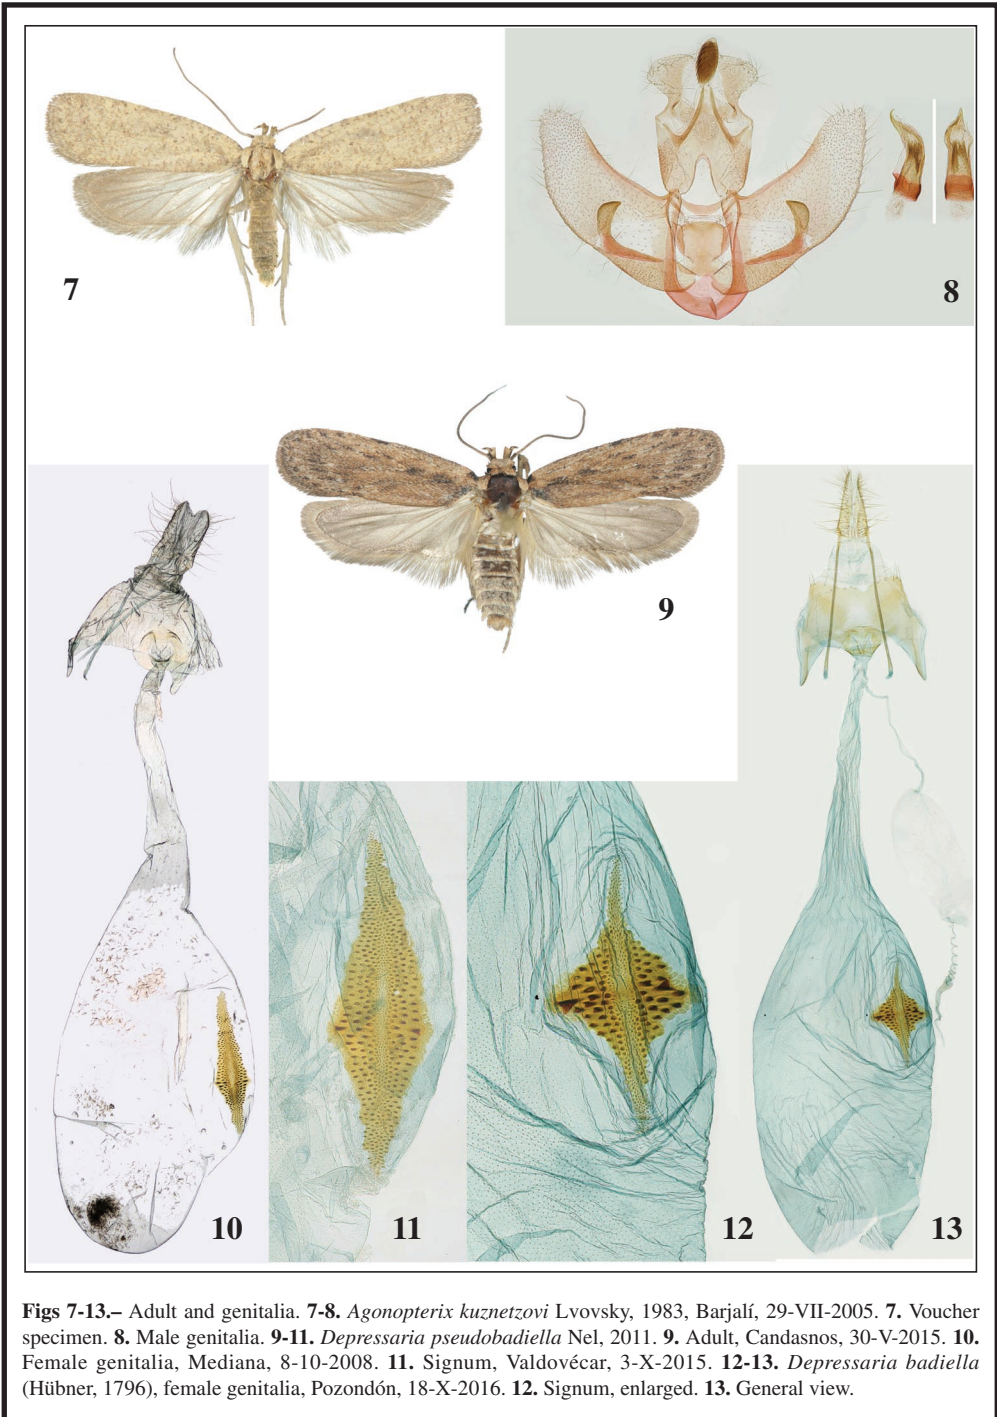 7
8
9
10
11
12
13
Figs 7-13.– Adult and genitalia. 7-8. Agonopterix kuznetzovi Lvovsky, 1983, Barjalí, 29-VII-2005. 7. Voucher
specimen. 8. Male genitalia. 9-11. Depressaria pseudobadiella Nel, 2011. 9. Adult, Candasnos, 30-V-2015. 10.
Female genitalia, Mediana, 8-10-2008. 11. Signum, Valdovécar, 3-X-2015. 12-13. Depressaria badiella
(Hübner, 1796), female genitalia, Pozondón, 18-X-2016. 12. Signum, enlarged. 13. General view.